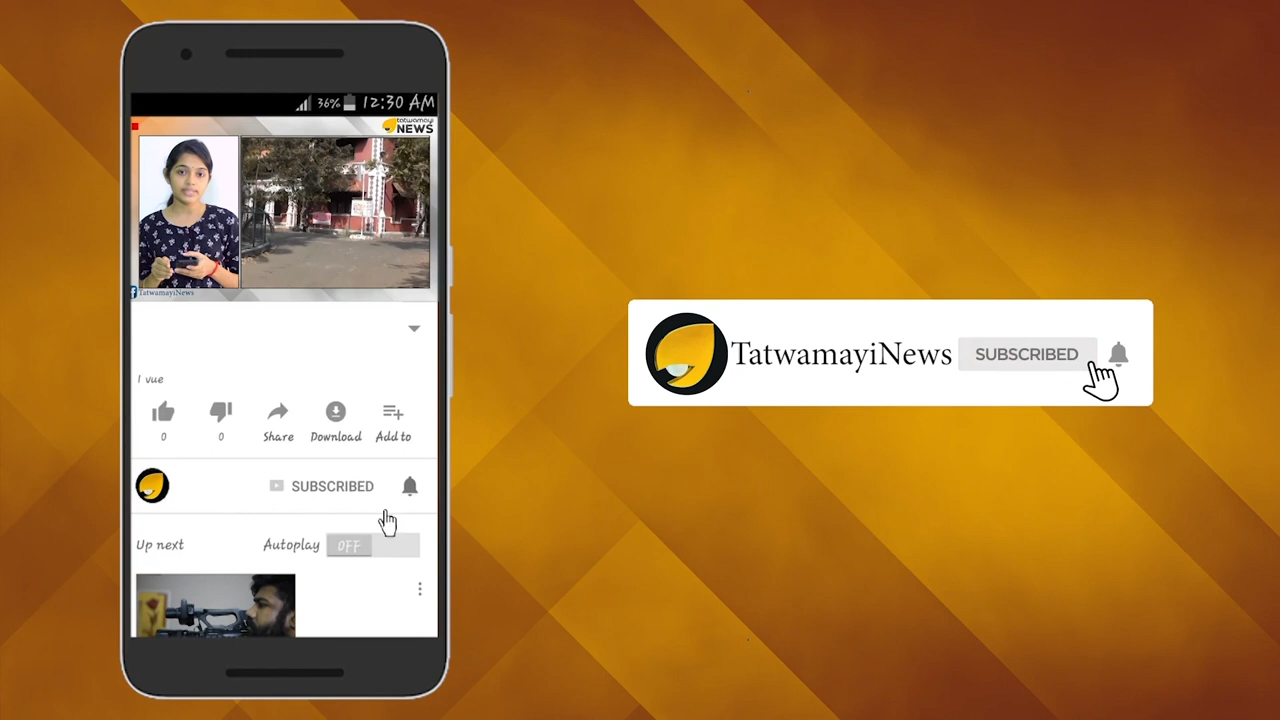 36% 12:30 AM
tatwamayi
NEWS
TatwamayiNews
1 vue
0 0 Share Download Add to
SUBSCRIBED
Up next Autoplay OFF
TatwamayiNews SUBSCRIBED